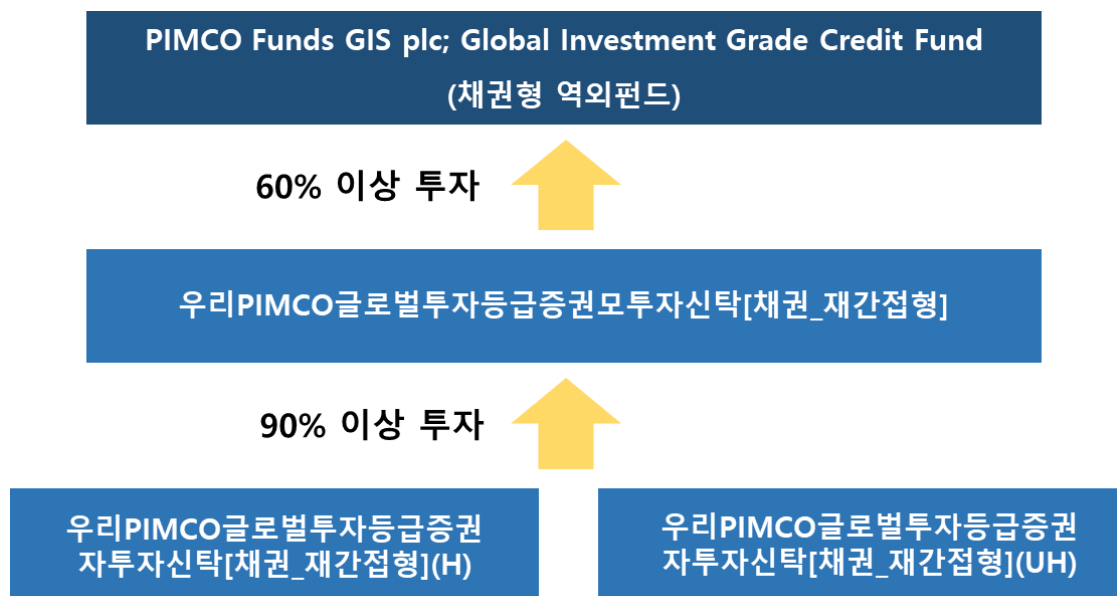 PIMCO Funds GIS plc; Global Investment Grade Credit Fund
(채권형 역외펀드)
60% 이상 투자
우리PIMCO글로벌투자등급증권모투자신탁[채권_재간접형]
90% 이상 투자
우리PIMCO글로벌투자등급증권
자투자신탁[채권_재간접형](H)
우리PIMCO글로벌투자등급증권
자투자신탁[채권_재간접형](UH)